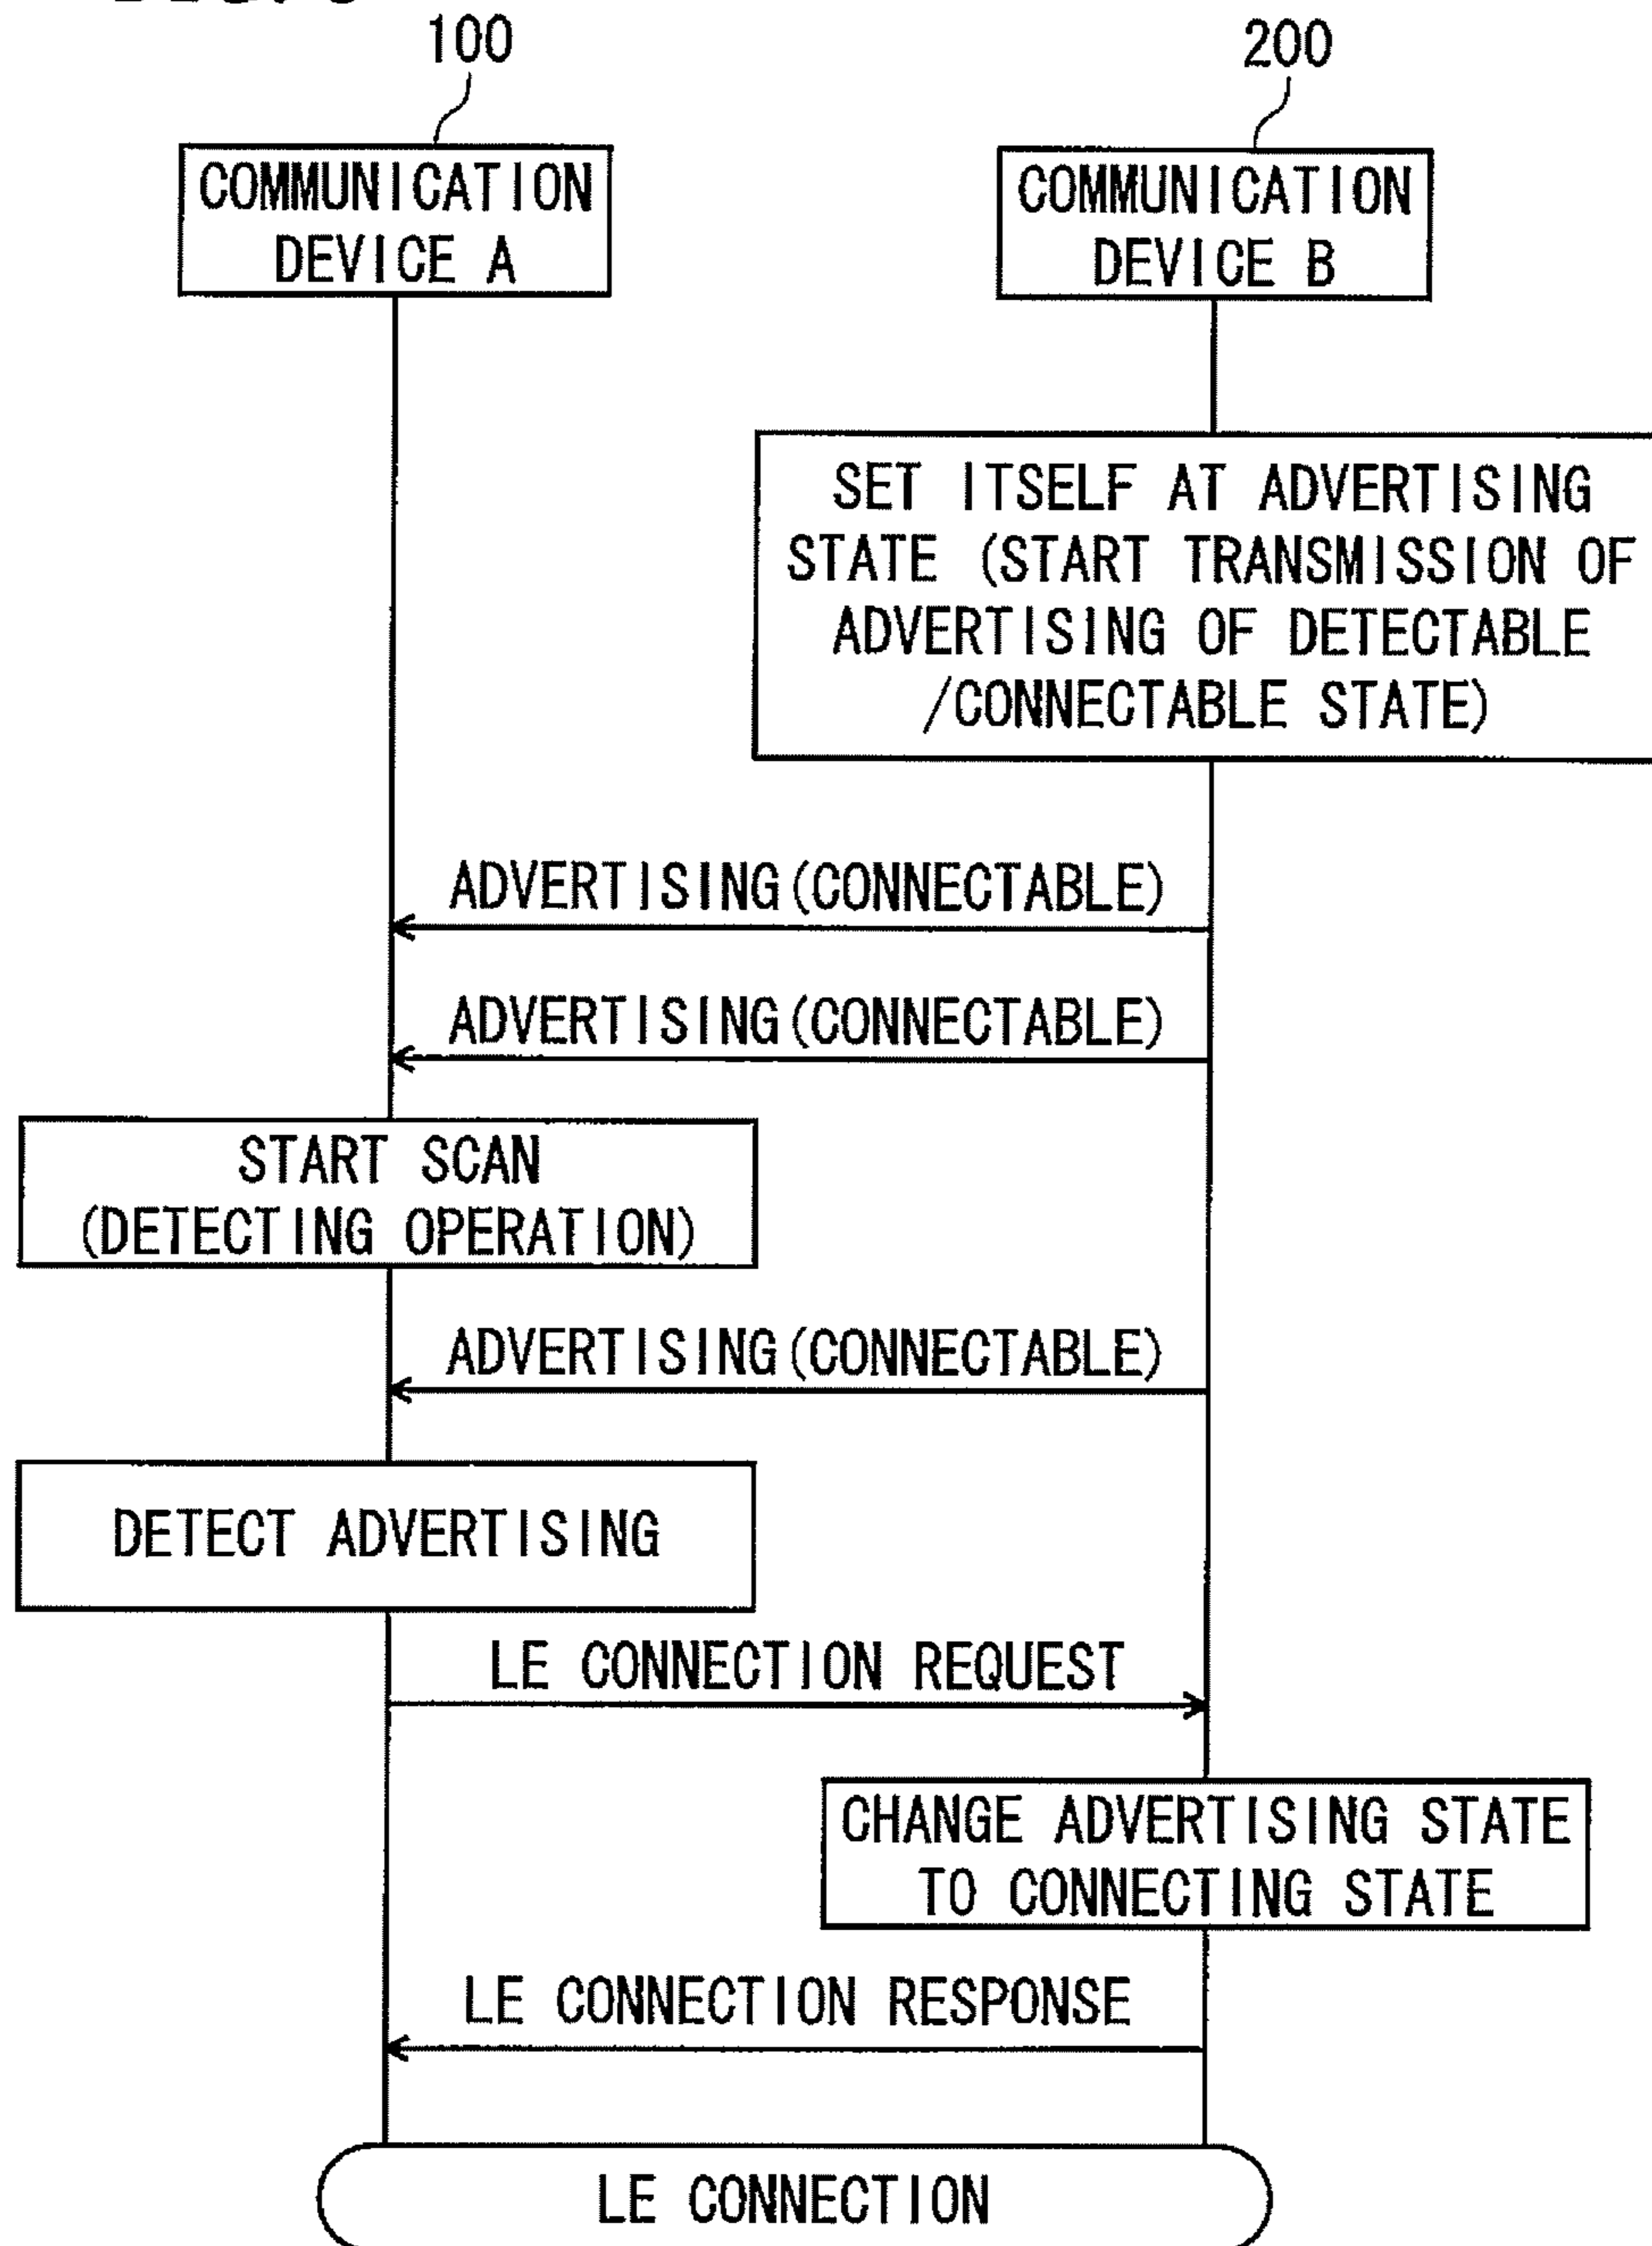 100
200
COMMUNICATION
DEVICE A
COMMUNICATION
DEVICE B
SET ITSELF AT ADVERTISING
STATE (START TRANSMISSION OF
ADVERTISING OF DETECTABLE
/CONNECTABLE STATE)
ADVERTISING(CONNECTABLE)
ADVERTISING(CONNECTABLE)
START SCAN
(DETECTING OPERATION)
ADVERTISING(CONNECTABLE)
DETECT ADVERTISING
LE CONNECTION REQUEST
CHANGE ADVERTISING STATE
TO CONNECTING STATE
LE CONNECTION RESPONSE
LE CONNECTION